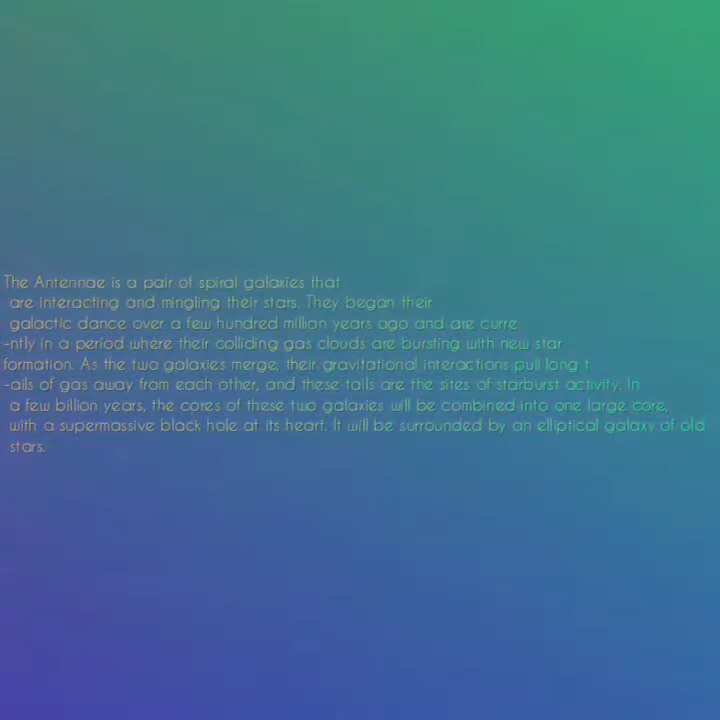 The Antennae is a pair of spiral galaxies that
are interacting and mingling their stars. They began their
galactic dance over a few hundred million years ago and are curre
-ntly in a period where their colliding gas clouds are bursting with new star
formation. As the two galaxies merge, their gravitational interactions pull long t
-ails of gas away from each other, and these tails are the sites of starburst activity. In
a few billion years, the cores of these two galaxies will be combined into one large core,
with a supermassive black hole at its heart. It will be surrounded by an elliptical galaxy of old
stars.